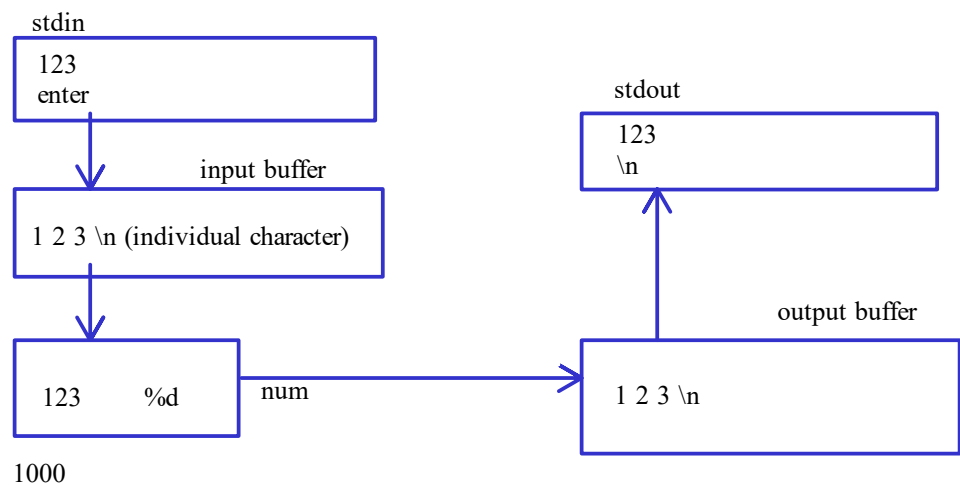 stdin
123
enter
input buffer
1 2 3 \n (individual character)
123 %d
num
1000
stdout
123
\n
output buffer
1 2 3 \n